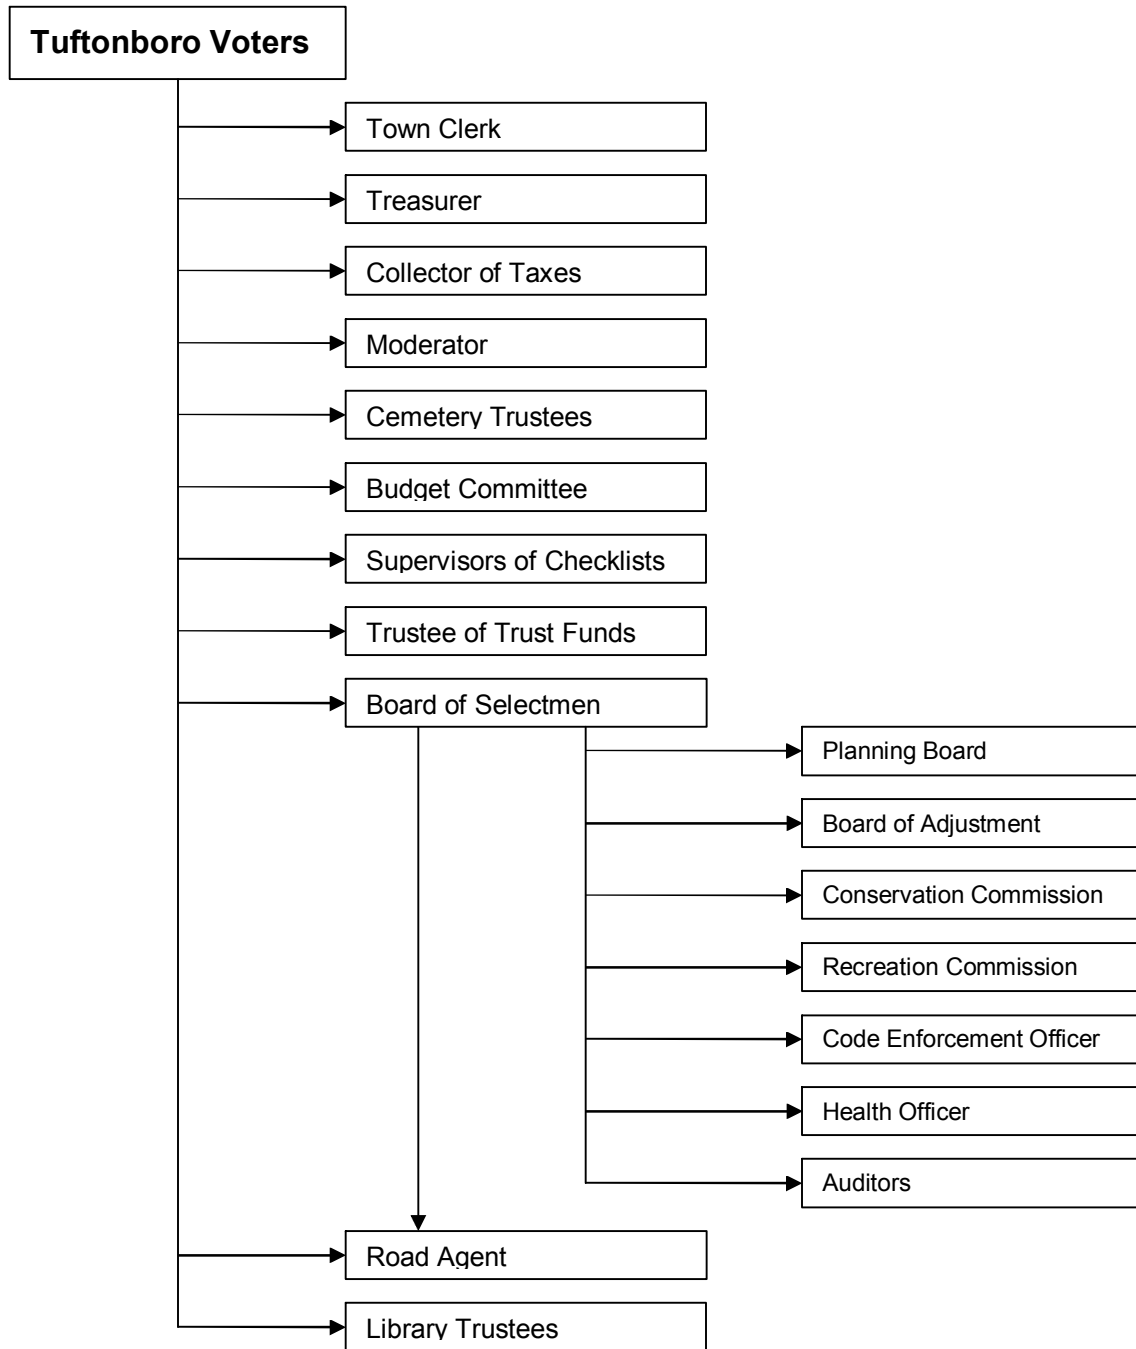 Tuftonboro Voters
Town Clerk
Treasurer
Collector of Taxes
Moderator
Cemetery Trustees
Budget Committee
Supervisors of Checklists
Trustee of Trust Funds
Board of Selectmen
Planning Board
Board of Adjustment
Conservation Commission
Recreation Commission
Code Enforcement Officer
Health Officer
Auditors
Road Agent
Library Trustees